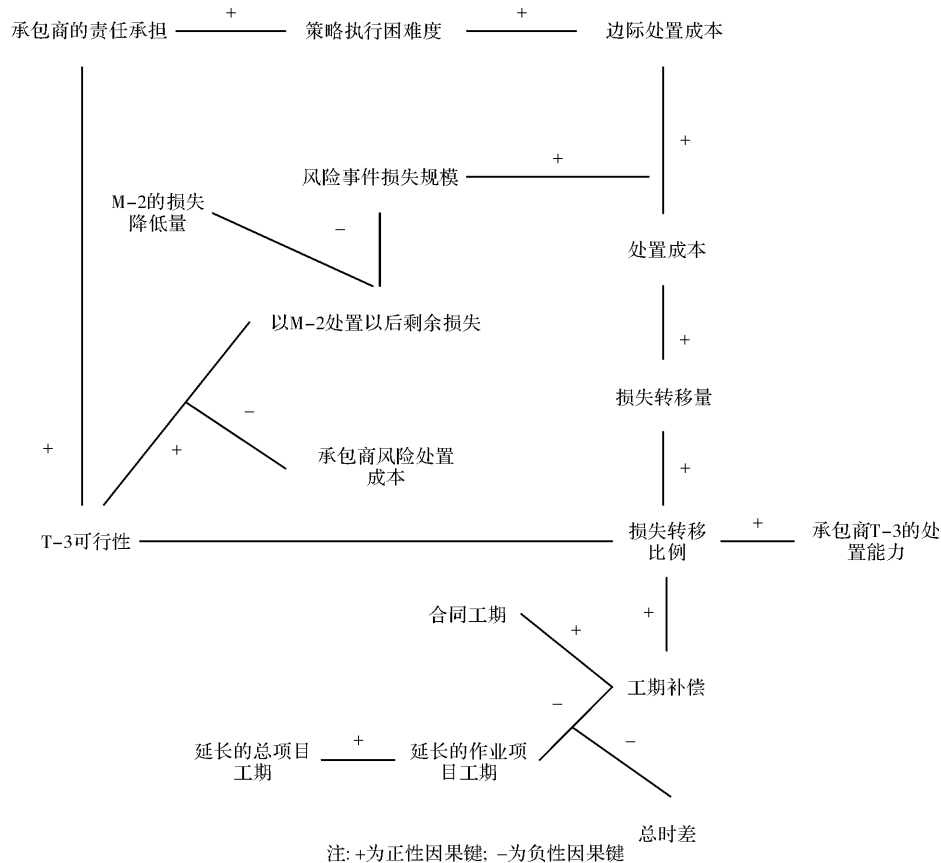 承包商的责任承担
+
策略执行困难度
+
边际处置成本
+
风险事件损失规模
+
M-2的损失
降低量
-
处置成本
以M-2处置以后剩余损失
+
损失转移量
-
+
+
承包商风险处置
成本
+
T-3可行性
损失转移
比例
+
承包商T-3的处
置能力
合同工期
+
+
工期补偿
-
延长的总项目
工期
+
延长的作业项
目工期
-
总时差
注: +为正性因果键; -为负性因果键